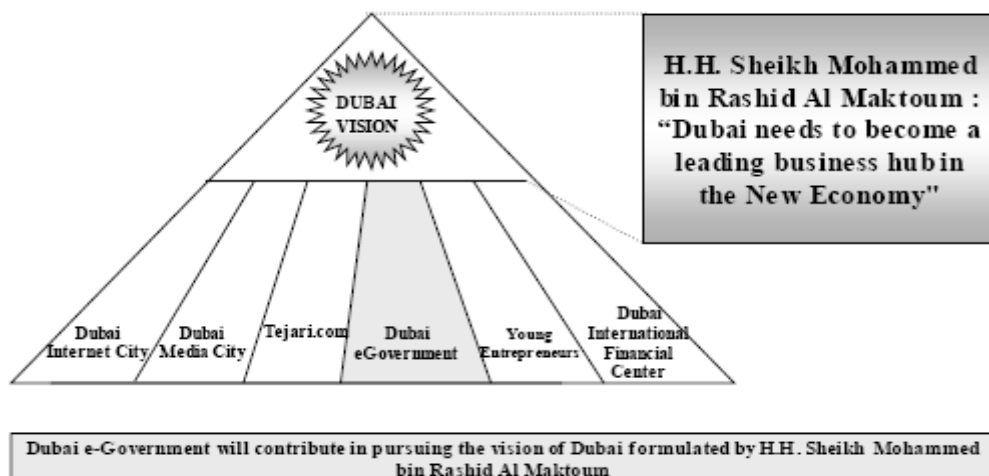 DUBAI
VISION
H.H. Sheikh Mohammed
bin Rashid Al Maktoum :
“Dubai needs to become a
leading business hub in
the New Economy"
Dubai
Internet City
Dubai
Media City
Tejari.com
Dubai
eGovernment
Young
Entrepreneurs
Dubai
International
Financial
Center
Dubai e-Government will contribute in pursuing the vision of Dubai formulated by H.H. Sheikh Mohammed
bin Rashid Al Maktoum